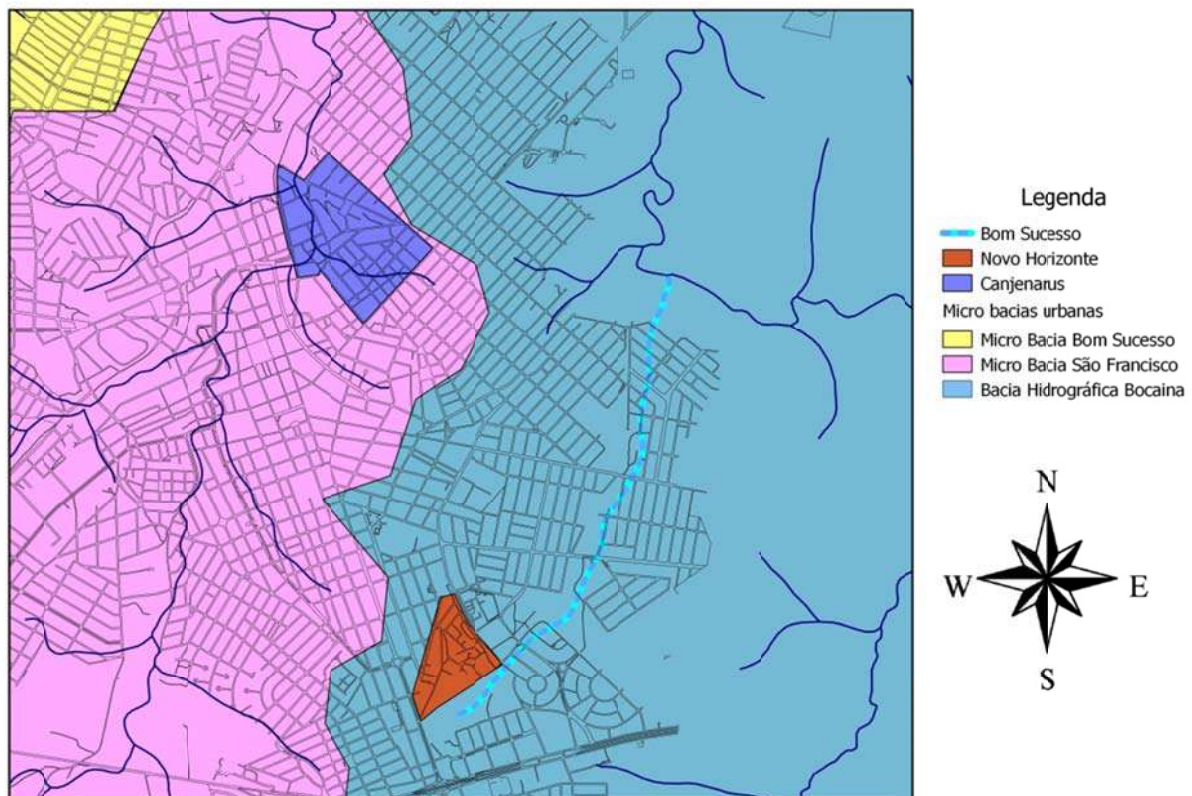 Legenda
Bom Sucesso
Novo Horizonte
Canjenarus
Micro bacias urbanas
Micro Bacia Bom Sucesso
Micro Bacia São Francisco
Bacia Hidrográfica Bocaina
N
W E
S